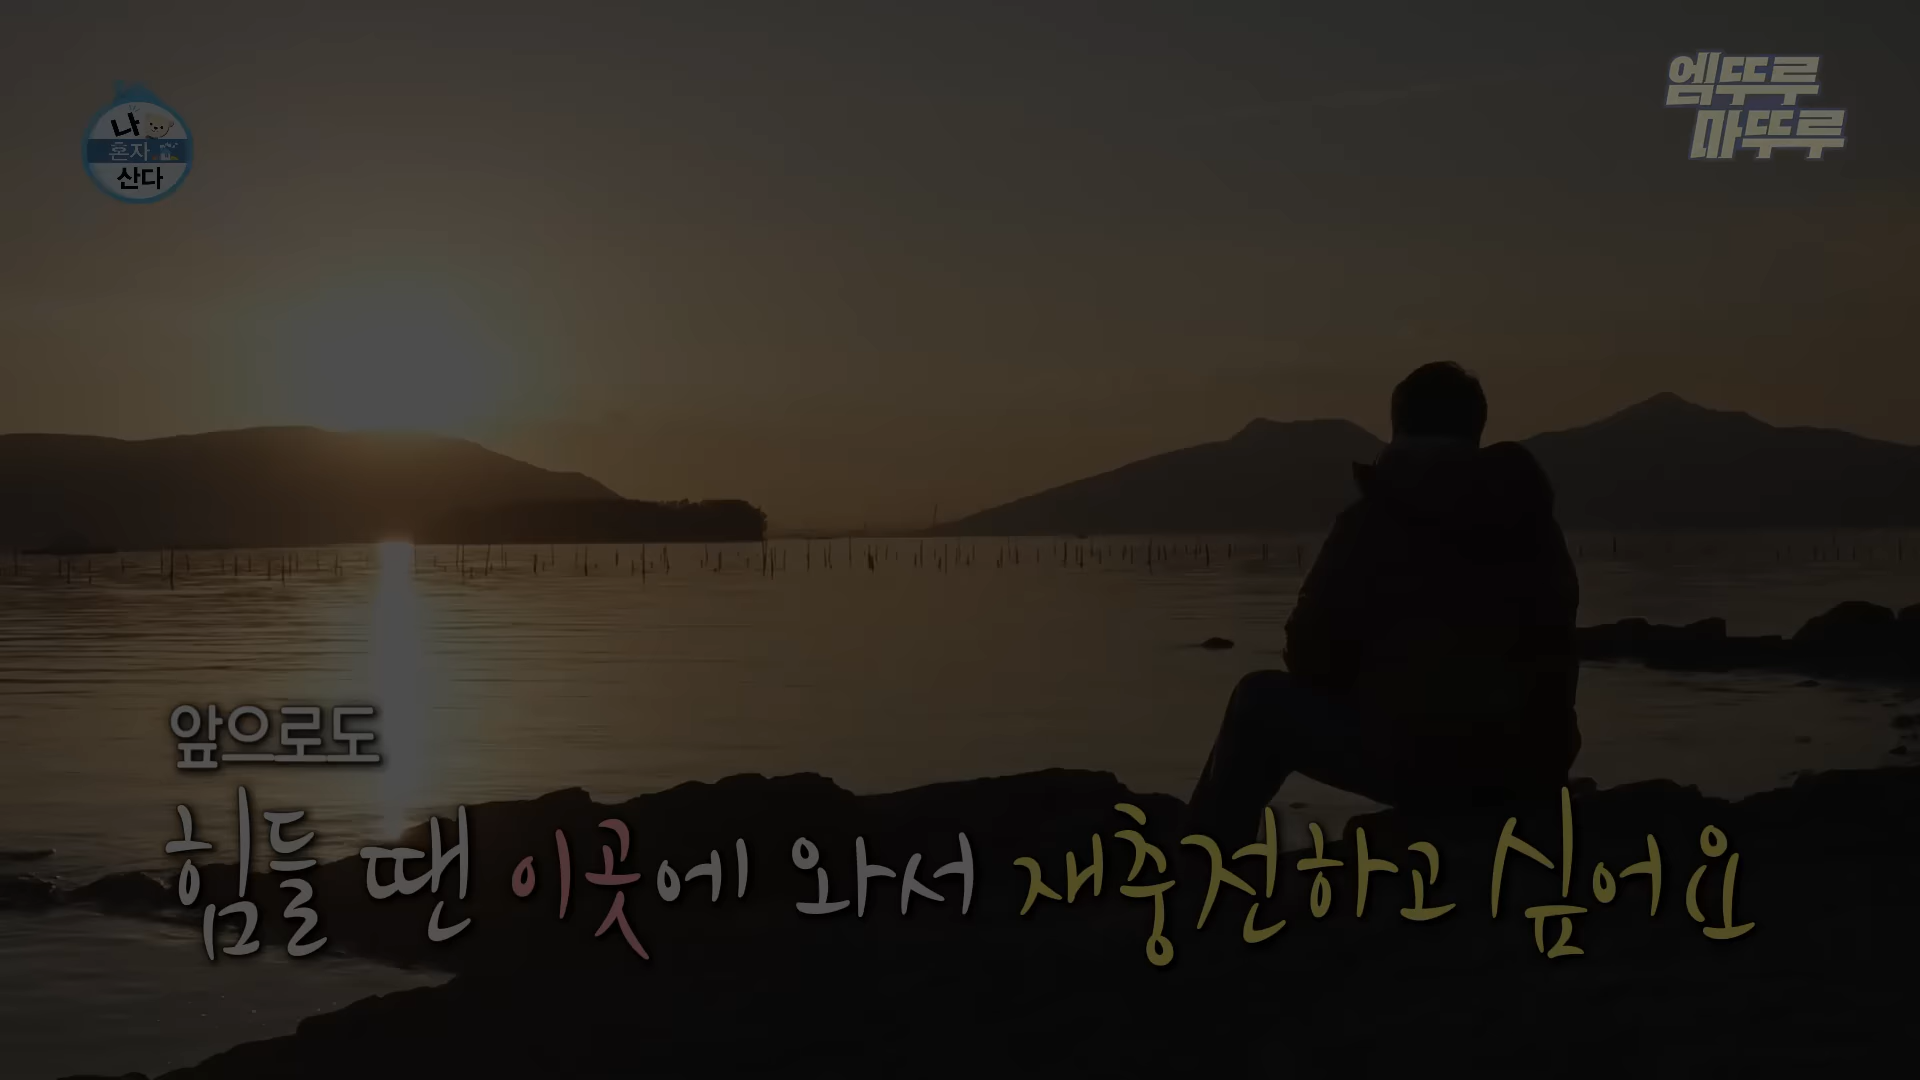 나
혼자
산다
엠뚜루
마뚜루
앞으로도
힘들 땐 이곳에 와서 재충전하고 싶어요